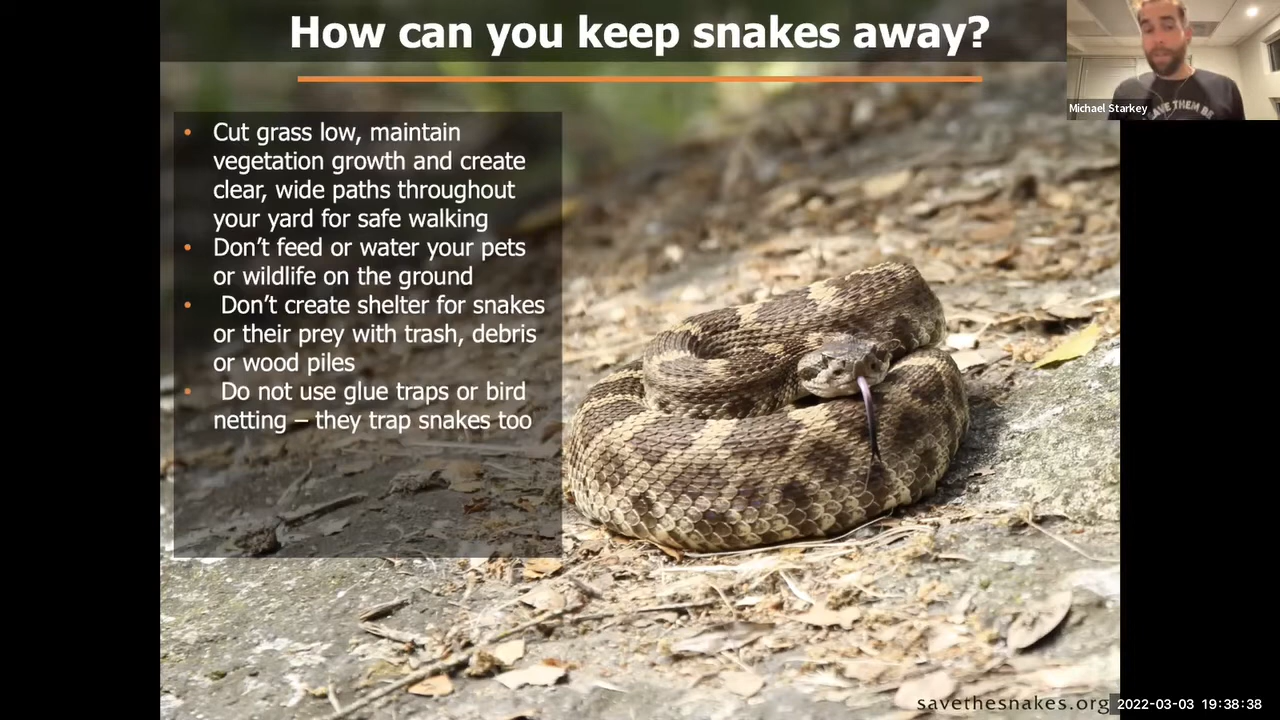 How can you keep snakes away?
Michael Starkey
SAVE THEM
• Cut grass low, maintain
vegetation growth and create
clear, wide paths throughout
your yard for safe walking
• Don’t feed or water your pets
or wildlife on the ground
• Don’t create shelter for snakes
or their prey with trash, debris
or wood piles
• Do not use glue traps or bird
netting – they trap snakes too
savethesnakes.org
2022-03-03 19:38:38